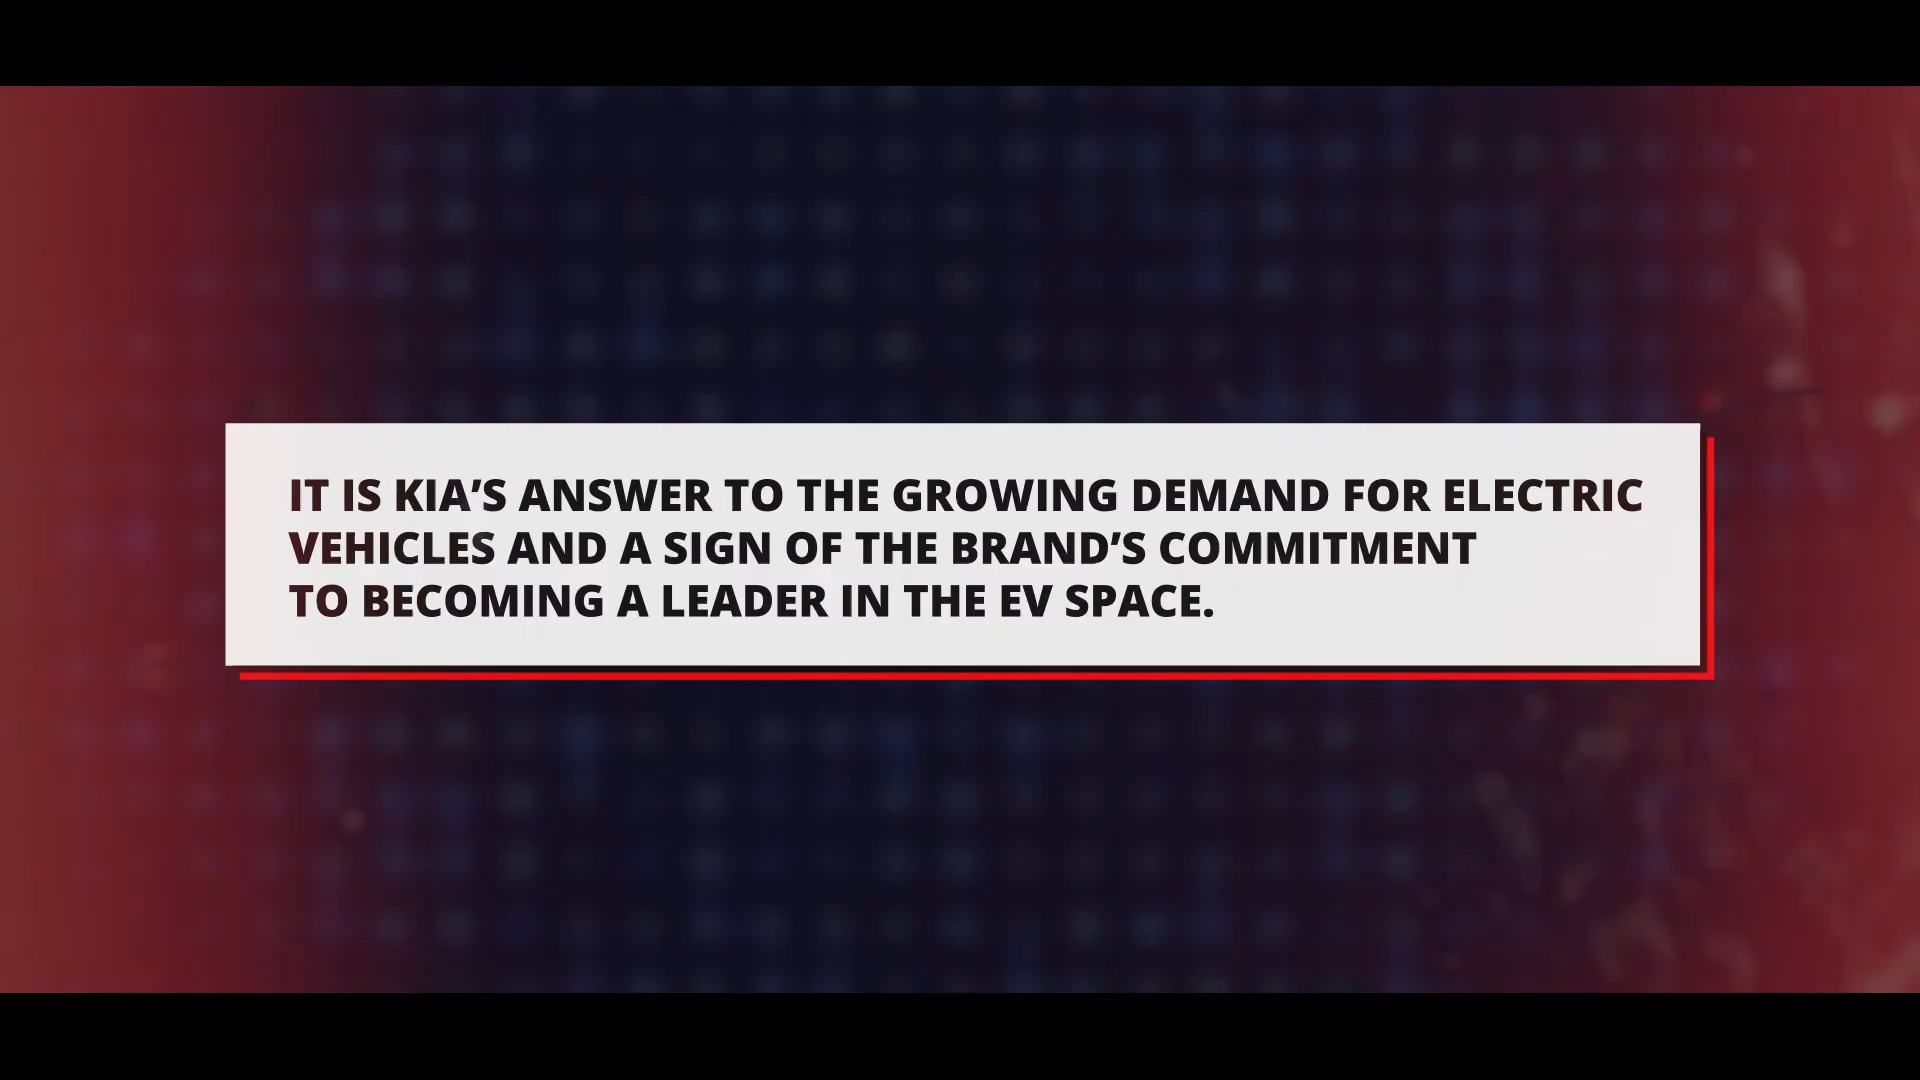 IT IS KIA’S ANSWER TO THE GROWING DEMAND FOR ELECTRIC
VEHICLES AND A SIGN OF THE BRAND’S COMMITMENT
TO BECOMING A LEADER IN THE EV SPACE.